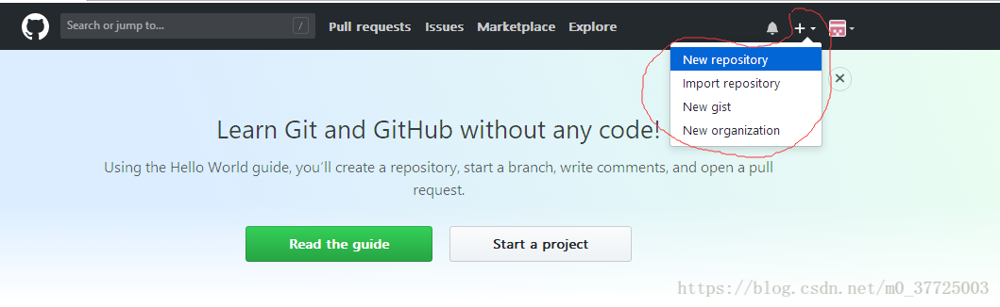 Search or jump to... / Pull requests Issues Marketplace Explore
New repository
Import repository
New gist
New organization
Learn Git and GitHub without any code!
Using the Hello World guide, you’ll create a repository, start a branch, write comments, and open a pull
request.
Read the guide Start a project
https://blog.csdn.net/m0_37725003